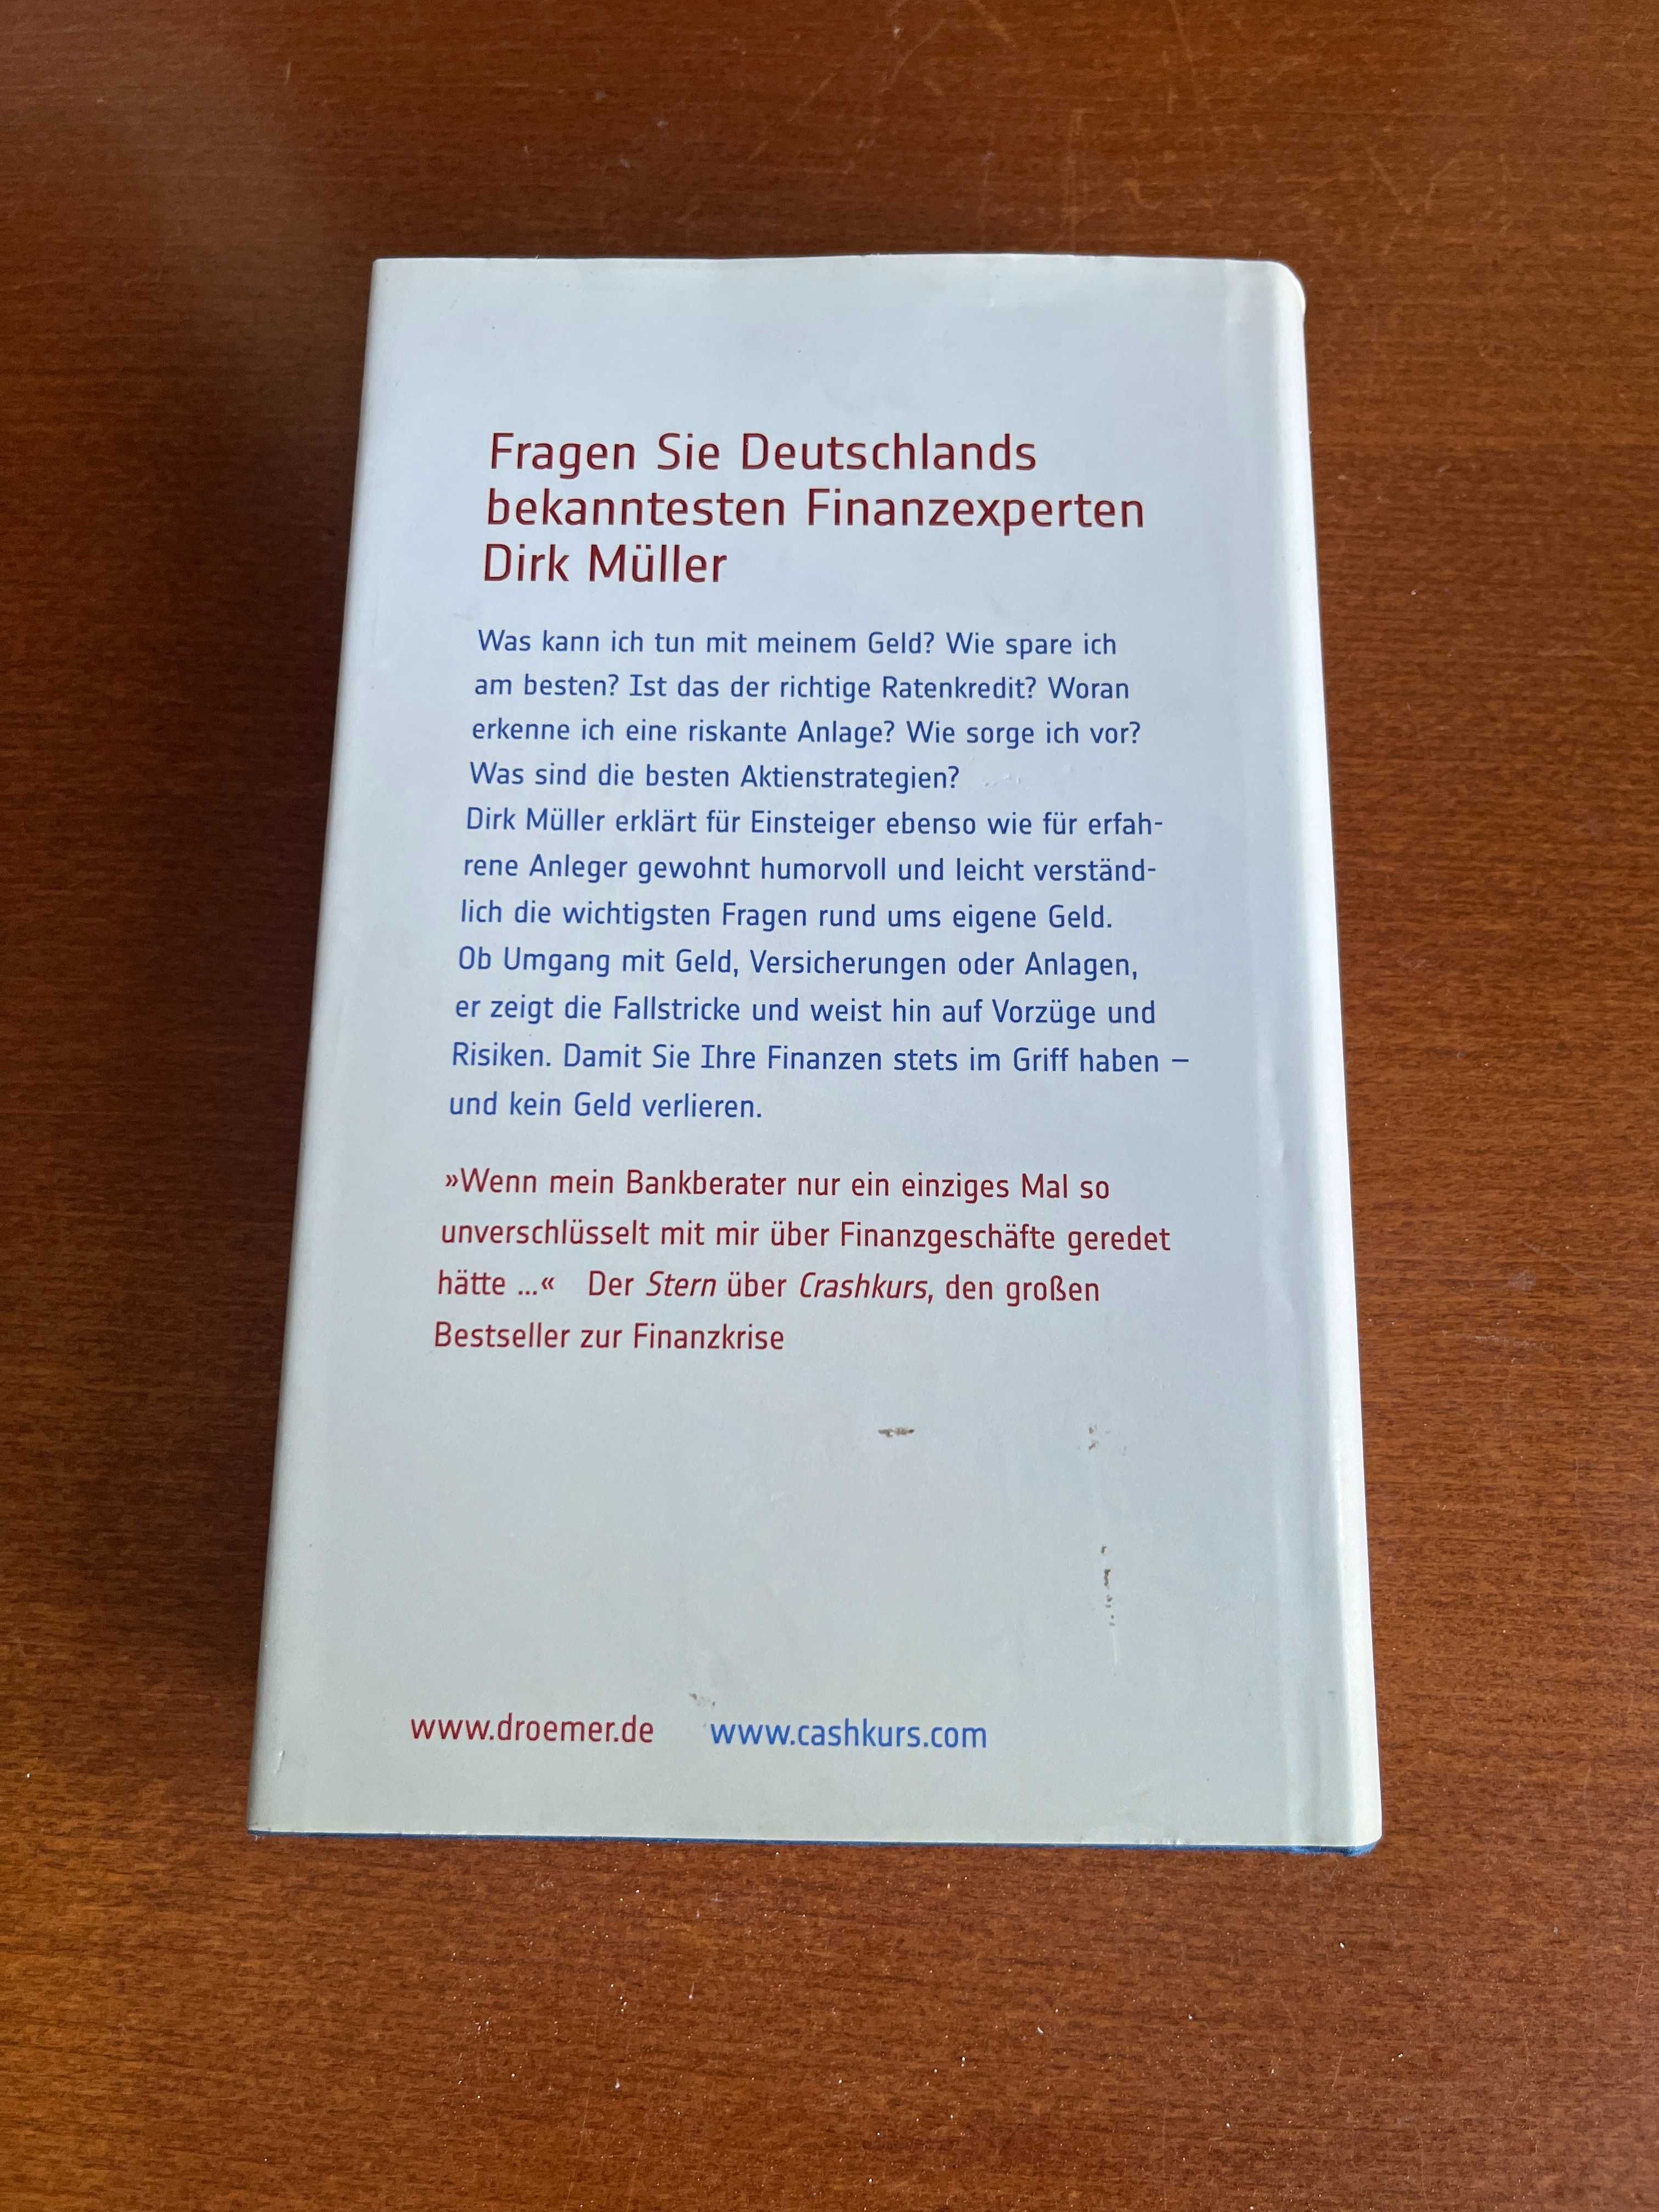 Fragen Sie Deutschlands
bekanntesten Finanzexperten
Dirk Müller
Was kann ich tun mit meinem Geld? Wie spare ich
am besten? Ist das der richtige Ratenkredit? Woran
erkenne ich eine riskante Anlage? Wie sorge ich vor?
Was sind die besten Aktienstrategien?
Dirk Müller erklärt für Einsteiger ebenso wie für erfah-
rene Anleger gewohnt humorvoll und leicht verständ-
lich die wichtigsten Fragen rund ums eigene Geld.
Ob Umgang mit Geld, Versicherungen oder Anlagen,
er zeigt die Fallstricke und weist hin auf Vorzüge und
Risiken. Damit Sie Ihre Finanzen stets im Griff haben –
und kein Geld verlieren.
»Wenn mein Bankberater nur ein einziges Mal so
unverschlüsselt mit mir über Finanzgeschäfte geredet
hätte ...« Der Stern über Crashkurs, den großen
Bestseller zur Finanzkrise
www.droemer.de www.cashkurs.com